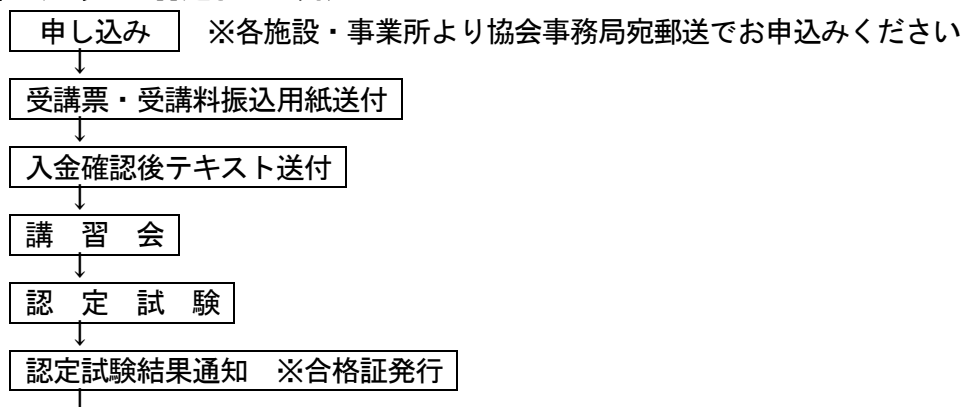 申し込み ※各施設・事業所より協会事務局宛郵送でお申込みください
↓
受講票・受講料振込用紙送付
↓
入金確認後テキスト送付
↓
講 習 会
↓
認 定 試 験
↓
認定試験結果通知 ※合格証発行